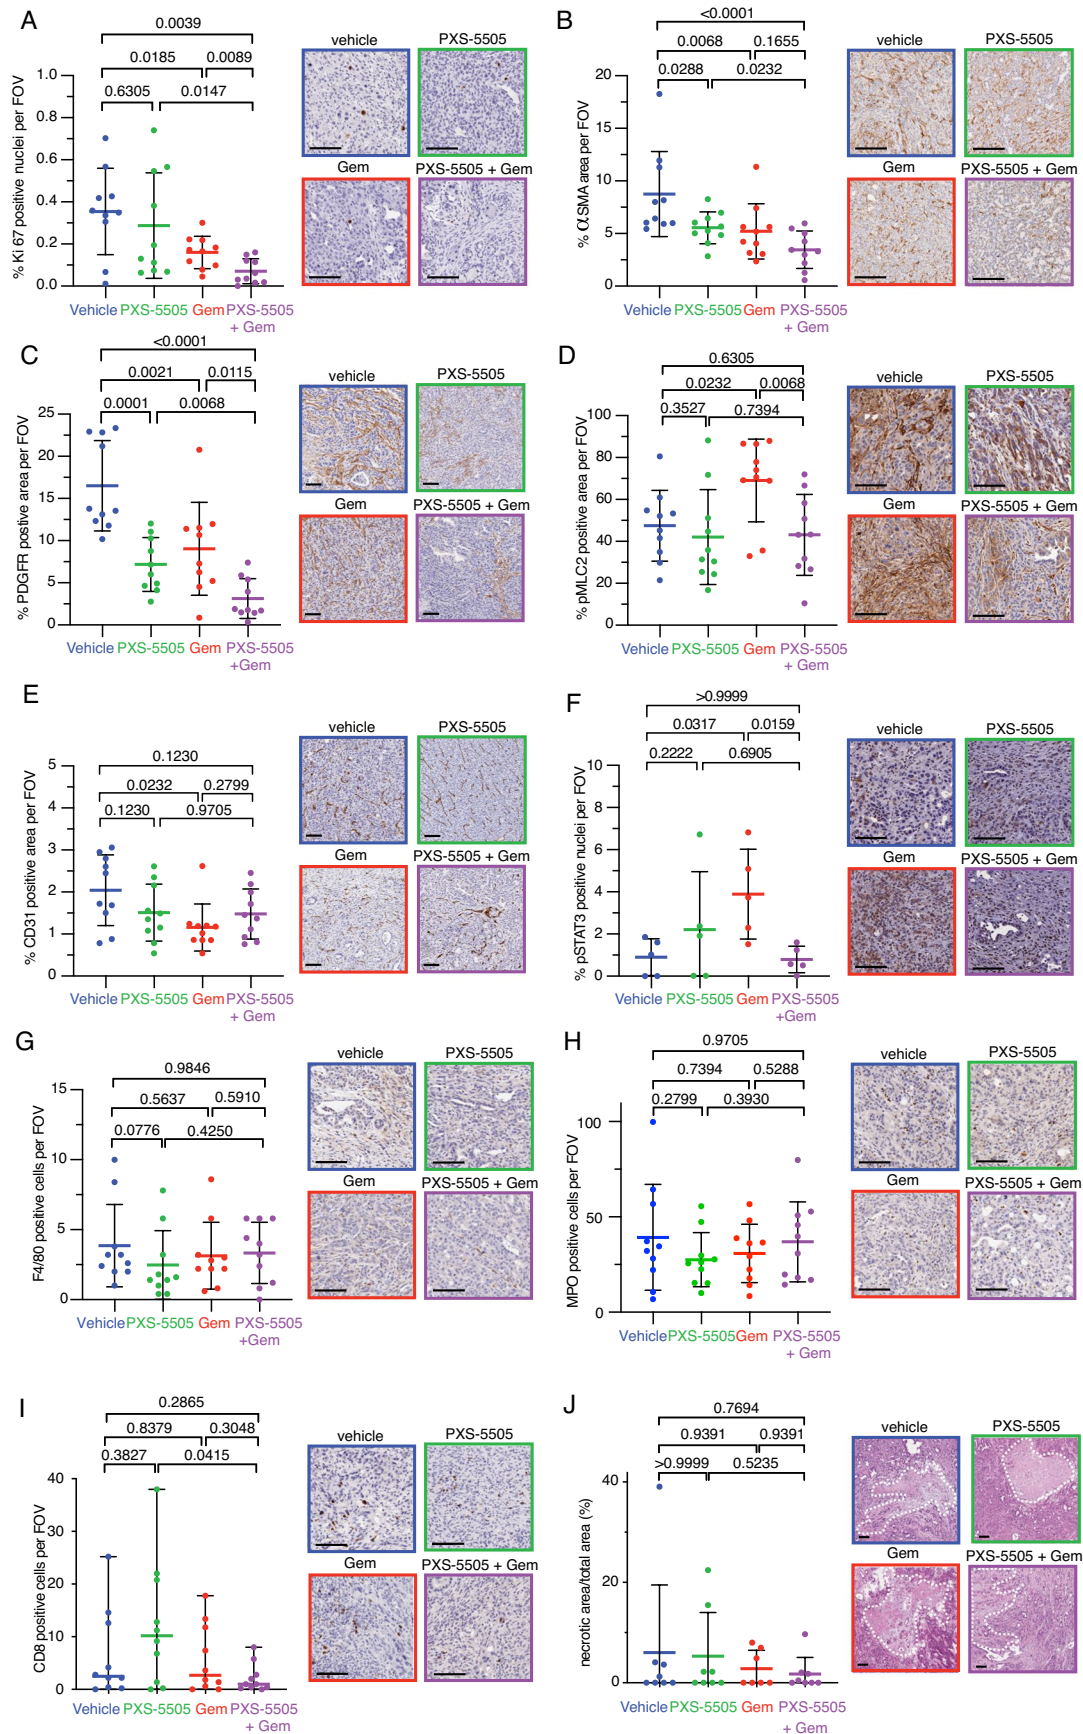 A
0.0039
0.0185 0.0089
0.6305 0.0147
% Ki 67 positive nuclei per FOV
1.0
0.8
0.6
0.4
0.2
0.0
Vehicle PXS-5505 Gem PXS-5505
+ Gem
vehicle PXS-5505
Gem PXS-5505 + Gem
B
<0.0001
0.0068 0.1655
0.0288 0.0232
% αSMA area per FOV
20
15
10
5
0
Vehicle PXS-5505 Gem PXS-5505
+ Gem
vehicle PXS-5505
Gem PXS-5505 + Gem
C
<0.0001
0.0021 0.0115
0.0001 0.0068
% PDGFR postive area per FOV
25
20
15
10
5
0
Vehicle PXS-5505 Gem PXS-5505
+Gem
vehicle PXS-5505
Gem PXS-5505 + Gem
D
0.6305
0.0232 0.0068
0.3527 0.7394
% pMLC2 positive area per FOV
100
80
60
40
20
0
Vehicle PXS-5505 Gem PXS-5505
+ Gem
vehicle PXS-5505
Gem PXS-5505 + Gem
E
0.1230
0.0232 0.2799
0.1230 0.9705
% CD31 positive area per FOV
5
4
3
2
1
0
Vehicle PXS-5505 Gem PXS-5505
+ Gem
vehicle PXS-5505
Gem PXS-5505 + Gem
F
>0.9999
0.0317 0.0159
0.2222 0.6905
% pSTAT3 positive nuclei per FOV
10
8
6
4
2
0
Vehicle PXS-5505 Gem PXS-5505
+Gem
vehicle PXS-5505
Gem PXS-5505 + Gem
G
0.9846
0.5637 0.5910
0.0776 0.4250
F4/80 positive cells per FOV
15
10
5
0
Vehicle PXS-5505 Gem PXS-5505
+Gem
vehicle PXS-5505
Gem PXS-5505 + Gem
H
0.9705
0.7394 0.5288
0.2799 0.3930
MPO positive cells per FOV
100
50
0
Vehicle PXS-5505 Gem PXS-5505
+ Gem
vehicle PXS-5505
Gem PXS-5505 + Gem
I
0.2865
0.8379 0.3048
0.3827 0.0415
CD8 positive cells per FOV
40
30
20
10
0
Vehicle PXS-5505 Gem PXS-5505
+ Gem
vehicle PXS-5505
Gem PXS-5505 + Gem
J
0.7694
0.9391 0.9391
>0.9999 0.5235
necrotic area/total area (%)
40
20
0
Vehicle PXS-5505 Gem PXS-5505
+ Gem
vehicle PXS-5505
Gem PXS-5505 + Gem